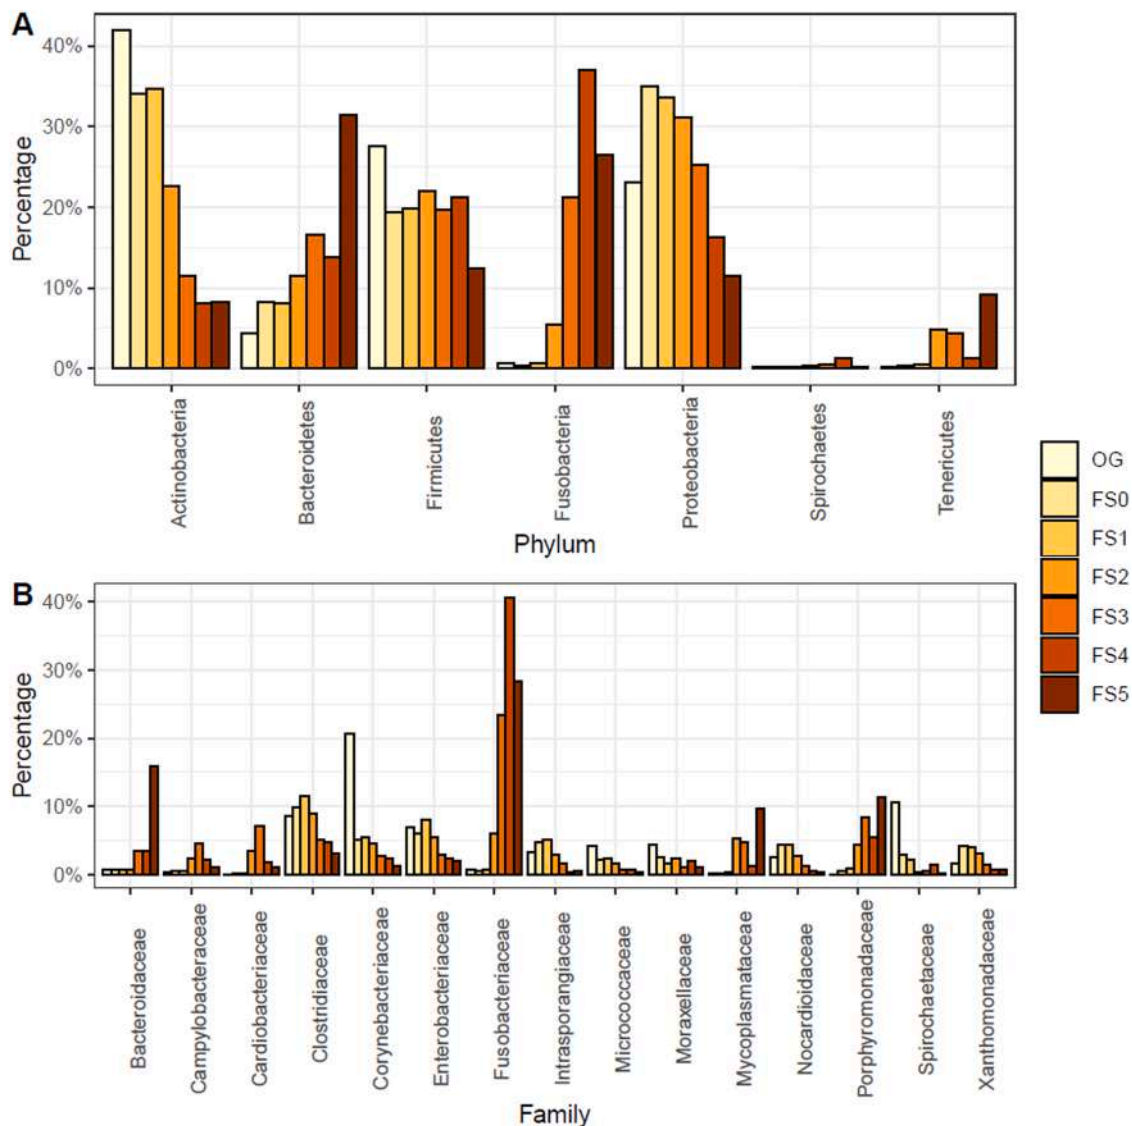 A
Percentage
40%
30%
20%
10%
0%
Actinobacteria
Bacteroidetes
Firmicutes
Fusobacteria
Proteobacteria
Spirochaetes
Tenericutes
Phylum
OG
FS0
FS1
FS2
FS3
FS4
FS5
B
Percentage
40%
30%
20%
10%
0%
Bacteroidaceae
Campylobacteraceae
Cardiobacteriaceae
Clostridiaceae
Corynebacteriaceae
Enterobacteriaceae
Fusobacteriaceae
Intrasporangiaceae
Micrococcaceae
Moraxellaceae
Mycoplasmataceae
Nocardioidaceae
Porphyromonadaceae
Spirochaetaceae
Xanthomonadaceae
Family